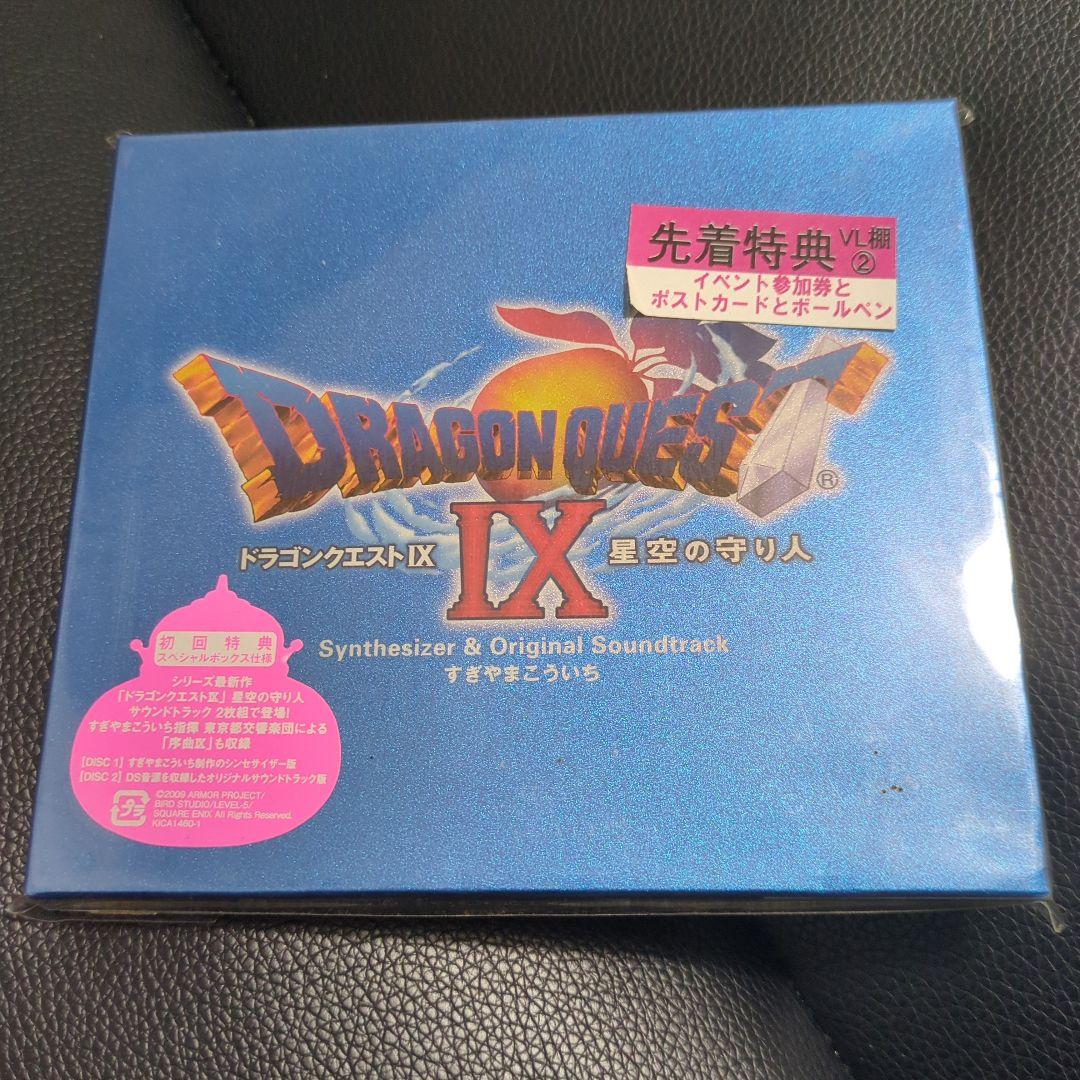 先着特典 VL棚
②
イベント参加券と
ポストカードとボールペン
DRAGON QUEST
®
ドラゴンクエストIX IX 星空の守り人
Synthesizer & Original Soundtrack
すぎやまこういち
初回特典
スペシャルボックス仕様
シリーズ最新作
「ドラゴンクエストⅨ」星空の守り人
サウンドトラック 2枚組で登場!
すぎやまこういち指揮 東京都交響楽団による
「序曲Ⅸ」も収録
[DISC 1] すぎやまこういち制作のシンセサイザー版
[DISC 2] DS音源を収録したオリジナルサウンドトラック版
プラ
©2009 ARMOR PROJECT/
BIRD STUDIO/LEVEL-5/
SQUARE ENIX All Rights Reserved.
KICA1460-1